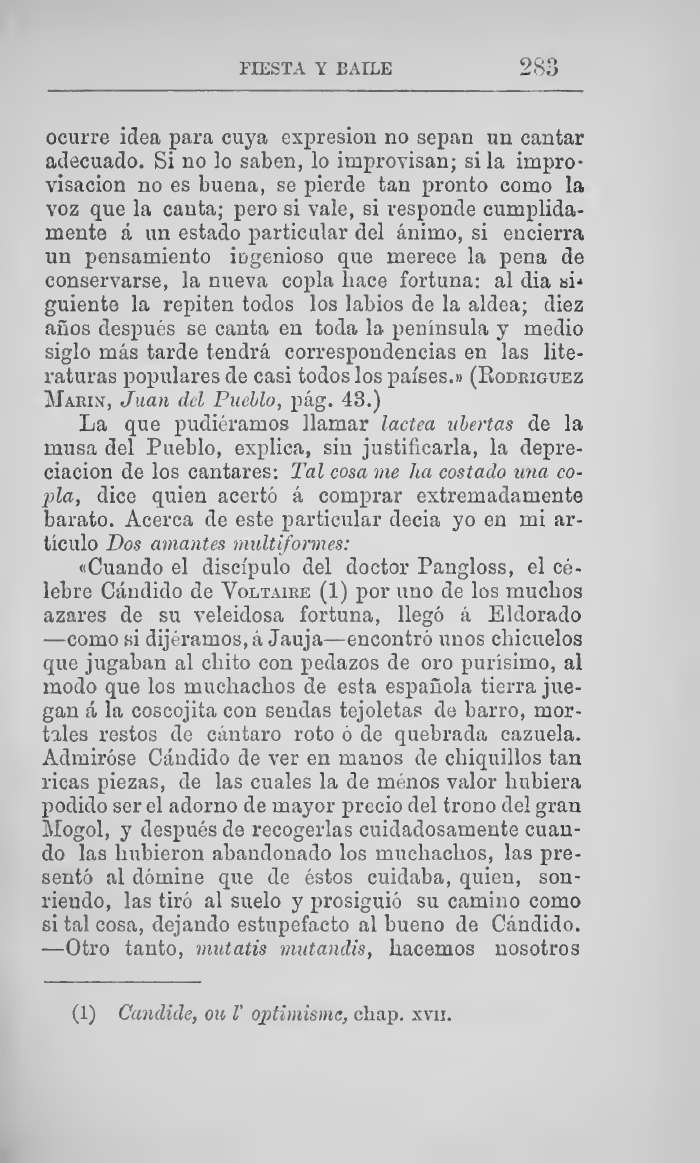 FIESTA Y BAILE 283
ocurre idea para cuya expresion no sepan un cantar
adecuado. Si no lo saben, lo improvisan; si la impro-
visacion no es buena, se pierde tan pronto como la
voz que la canta; pero si vale, si responde cumplida-
mente á un estado particular del ánimo, si encierra
un pensamiento ingenioso que merece la pena de
conservarse, la nueva copla hace fortuna: al dia si-
guiente la repiten todos los labios de la aldea; diez
años después se canta en toda la península y medio
siglo más tarde tendrá correspondencias en las lite-
raturas populares de casi todos los países.» (RODRIGUEZ
MARIN, Juan del Pueblo, pág. 43.)
La que pudiéramos llamar lactea ubertas de la
musa del Pueblo, explica, sin justificarla, la depre-
ciacion de los cantares: Tal cosa me ha costado una co-
pla, dice quien acertó á comprar extremadamente
barato. Acerca de este particular decia yo en mi ar-
tículo Dos amantes multiformes:
«Cuando el discípulo del doctor Pangloss, el cé-
lebre Cándido de VOLTAIRE (1) por uno de los muchos
azares de su veleidosa fortuna, llegó á Eldorado
—como si dijéramos, á Jauja—encontró unos chicuelos
que jugaban al chito con pedazos de oro purísimo, al
modo que los muchachos de esta española tierra jue-
gan á la coscojita con sendas tejoletas de barro, mor-
tales restos de cántaro roto ó de quebrada cazuela.
Admiróse Cándido de ver en manos de chiquillos tan
ricas piezas, de las cuales la de ménos valor hubiera
podido ser el adorno de mayor precio del trono del gran
Mogol, y después de recogerlas cuidadosamente cuan-
do las hubieron abandonado los muchachos, las pre-
sentó al dómine que de éstos cuidaba, quien, son-
riendo, las tiró al suelo y prosiguió su camino como
si tal cosa, dejando estupefacto al bueno de Cándido.
—Otro tanto, mutatis mutandis, hacemos nosotros
(1) Candide, ou l' optimisme, chap. XVII.